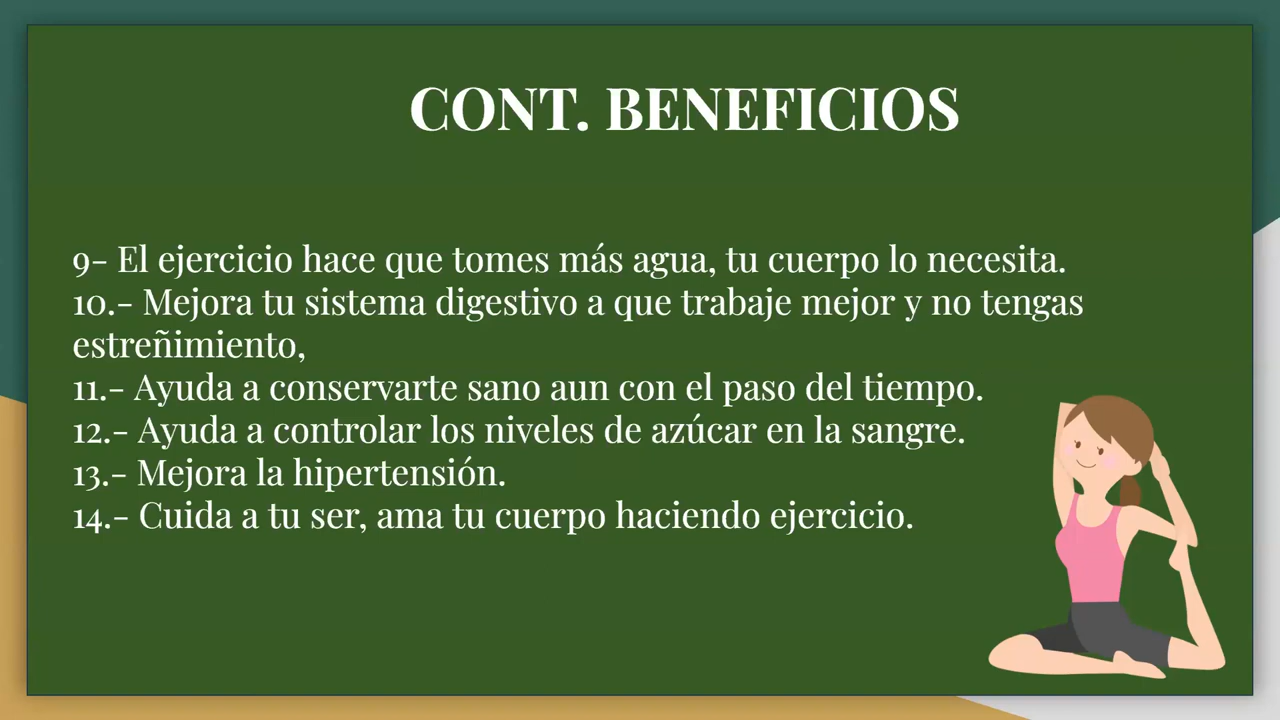 CONT. BENEFICIOS
9- El ejercicio hace que tomes más agua, tu cuerpo lo necesita.
10.- Mejora tu sistema digestivo a que trabaje mejor y no tengas
estreñimiento,
11.- Ayuda a conservarte sano aun con el paso del tiempo.
12.- Ayuda a controlar los niveles de azúcar en la sangre.
13.- Mejora la hipertensión.
14.- Cuida a tu ser, ama tu cuerpo haciendo ejercicio.